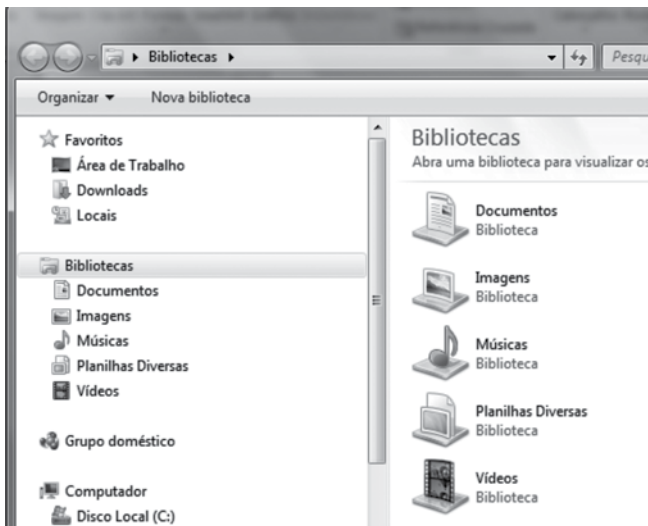 Bibliotecas
Pesqu
Organizar Nova biblioteca
Favoritos
Área de Trabalho
Downloads
Locais
Bibliotecas
Documentos
Imagens
Músicas
Planilhas Diversas
Vídeos
Grupo doméstico
Computador
Disco Local (C:)
Bibliotecas
Abra uma biblioteca para visualizar os
Documentos
Biblioteca
Imagens
Biblioteca
Músicas
Biblioteca
Planilhas Diversas
Biblioteca
Vídeos
Biblioteca